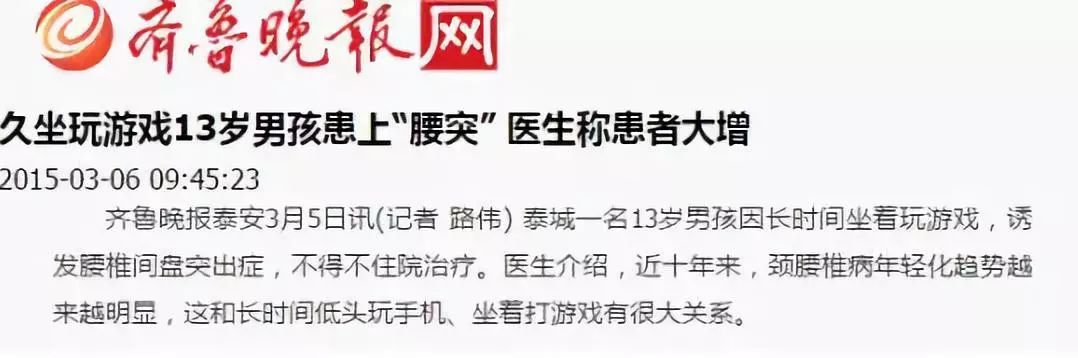 齐鲁晚报网
久坐玩游戏13岁男孩患上“腰突” 医生称患者大增
2015-03-06 09:45:23
齐鲁晚报泰安3月5日讯(记者 路伟) 泰城一名13岁男孩因长时间坐着玩游戏，诱
发腰椎间盘突出症，不得不住院治疗。医生介绍，近十年来，颈腰椎病年轻化趋势越
来越明显，这和长时间低头玩手机、坐着打游戏有很大关系。